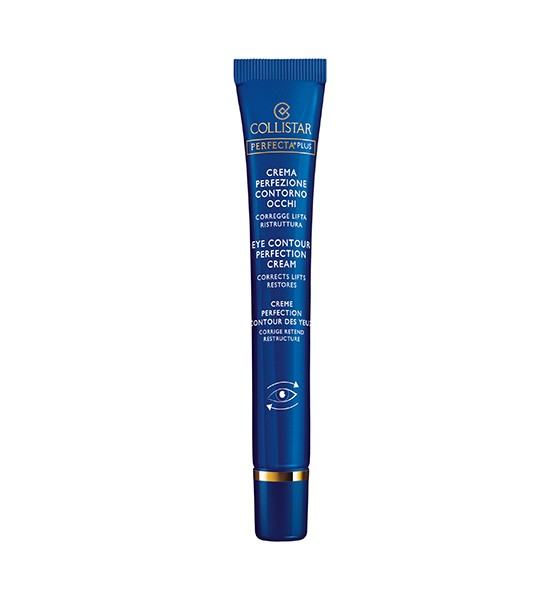 COLLISTAR
PERFECTA® PLUS
CREMA
PERFEZIONE
CONTORNO
OCCHI
CORREGGE LIFTA
RISTRUTTURA
EYE CONTOUR
PERFECTION
CREAM
CORRECTS LIFTS
RESTORES
CREME
PERFECTION
CONTOUR DES YEUX
CORRIGE RETEND
RESTRUCTURE